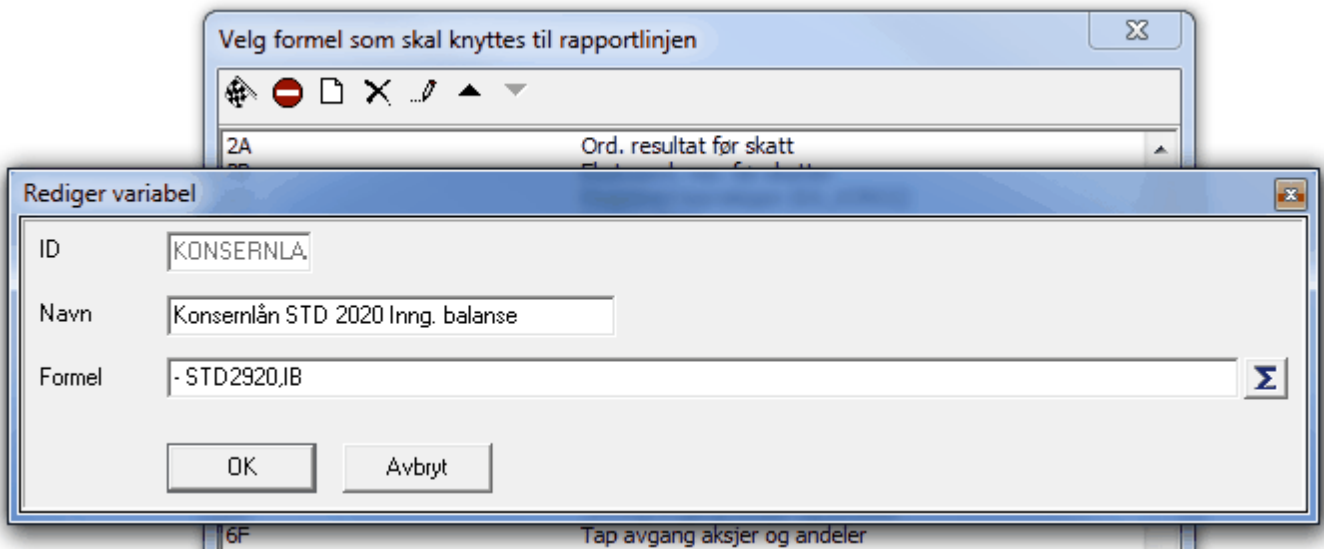 Velg formel som skal knyttes til rapportlinjen
2A Ord. resultat før skatt
Rediger variabel
ID KONSERNLA
Navn Konsernlån STD 2020 Inng. balanse
Formel - STD2920,IB Σ
OK Avbryt
6F Tap avgang aksjer og andeler